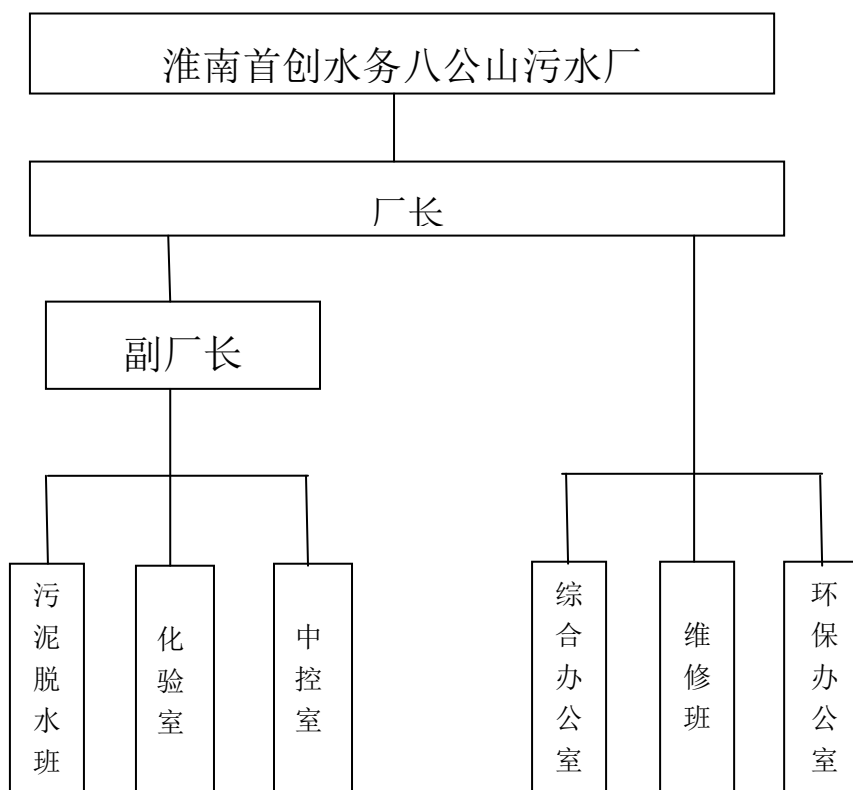 淮南首创水务八公山污水厂
厂长
副厂长
污泥脱水班
化验室
中控室
综合办公室
维修班
环保办公室